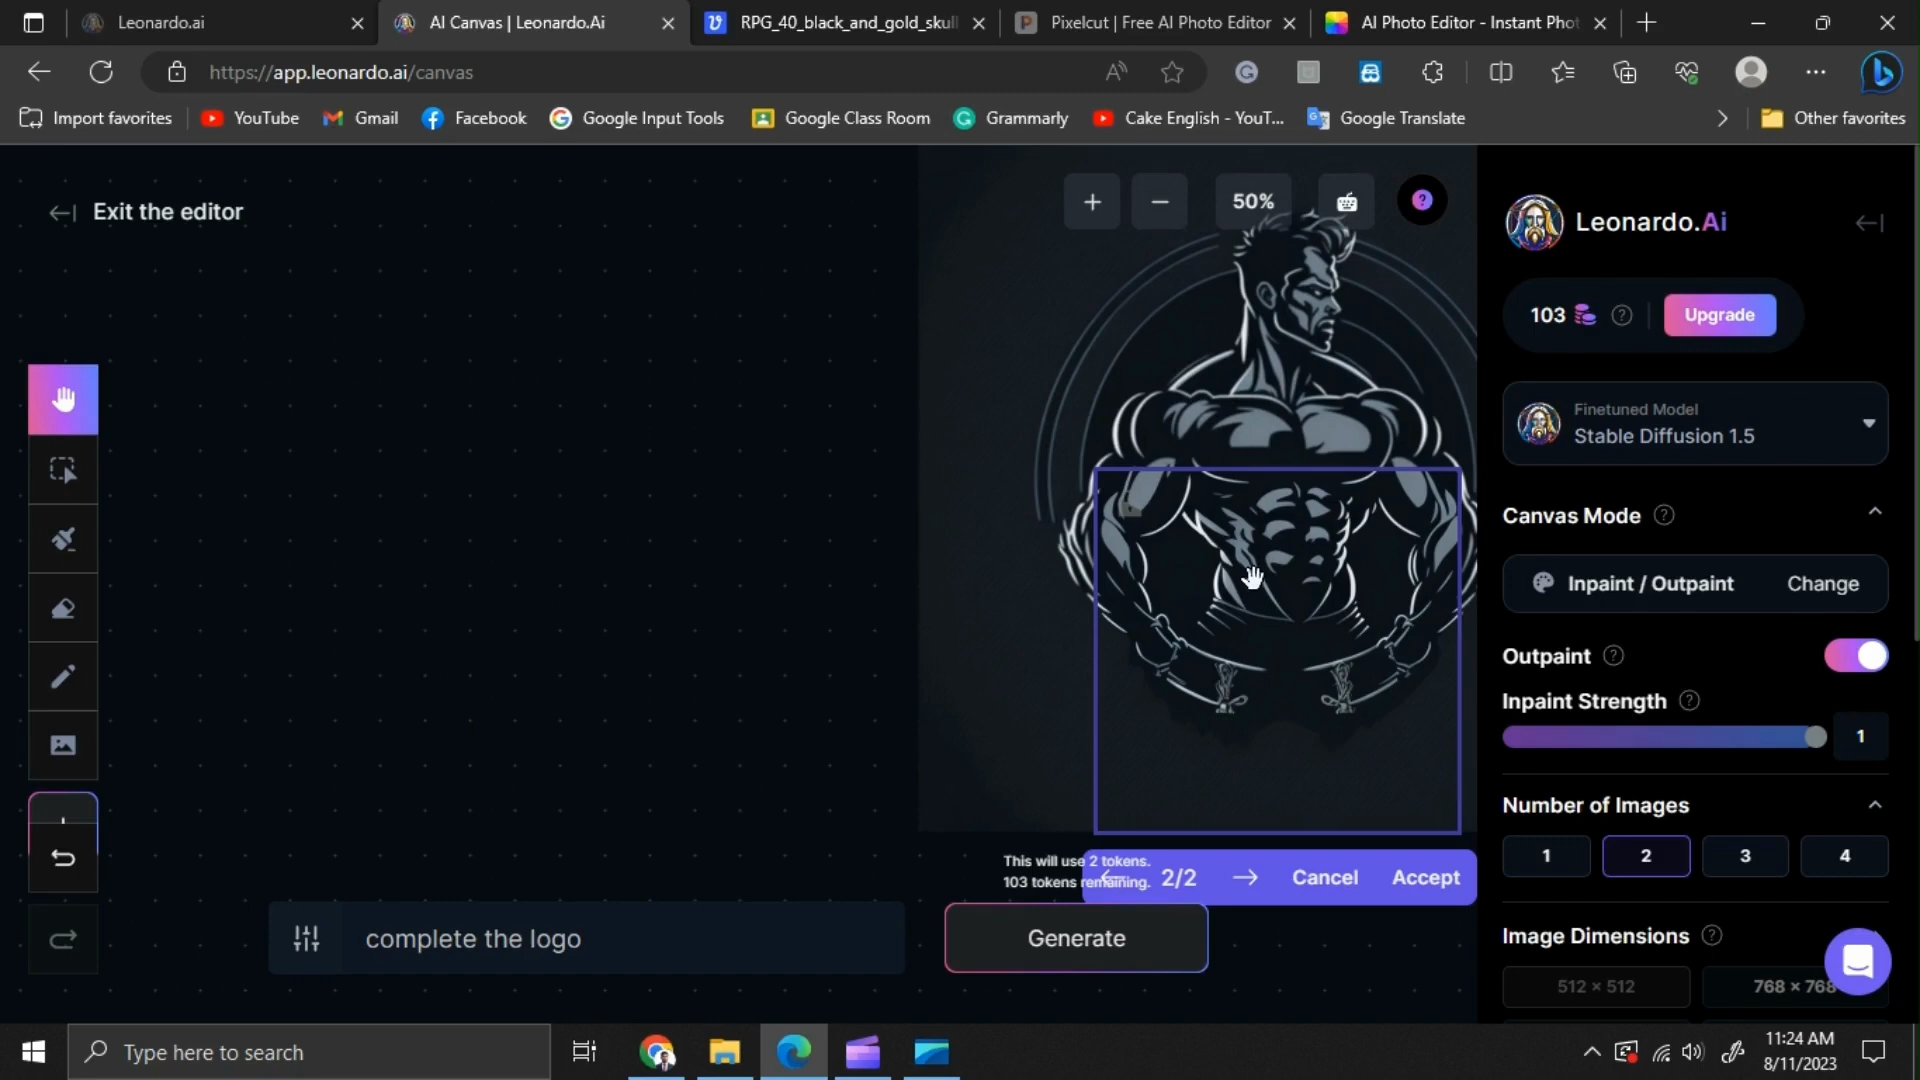 Leonardo.ai
AI Canvas | Leonardo.Ai
RPG_40_black_and_gold_skul
Pixelcut | Free AI Photo Editor
AI Photo Editor - Instant Phot
https://app.leonardo.ai/canvas
Import favorites
YouTube
Gmail
Facebook
Google Input Tools
Google Class Room
Grammarly
Cake English - YouT...
Google Translate
Other favorites
Exit the editor
50%
Leonardo.Ai
103
Upgrade
Finetuned Model
Stable Diffusion 1.5
Canvas Mode
Inpaint / Outpaint
Change
Outpaint
Inpaint Strength
1
Number of Images
1
2
3
4
Image Dimensions
512 × 512
768 × 768
This will use 2 tokens.
103 tokens remaining.
2/2
Cancel
Accept
complete the logo
Generate
Type here to search
11:24 AM
8/11/2023